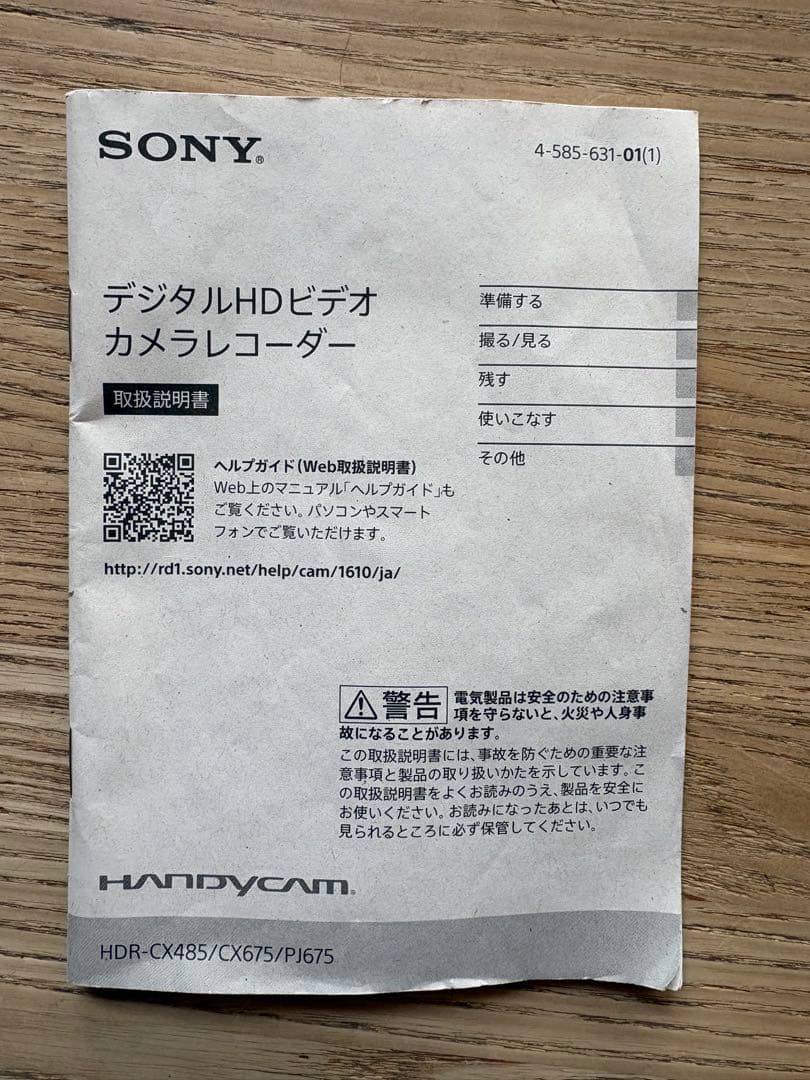 SONY®
4-585-631-01(1)
デジタルHDビデオ
カメラレコーダー
取扱説明書
準備する
撮る/見る
残す
使いこなす
その他
ヘルプガイド(Web取扱説明書)
Web上のマニュアル「ヘルプガイド」も
ご覧ください。パソコンやスマート
フォンでご覧いただけます。
http://rd1.sony.net/help/cam/1610/ja/
警告 電気製品は安全のための注意事
項を守らないと、火災や人身事
故になることがあります。
この取扱説明書には、事故を防ぐための重要な注
意事項と製品の取り扱いかたを示しています。こ
の取扱説明書をよくお読みのうえ、製品を安全に
お使いください。お読みになったあとは、いつでも
見られるところに必ず保管してください。
HANDYCAM®
HDR-CX485/CX675/PJ675